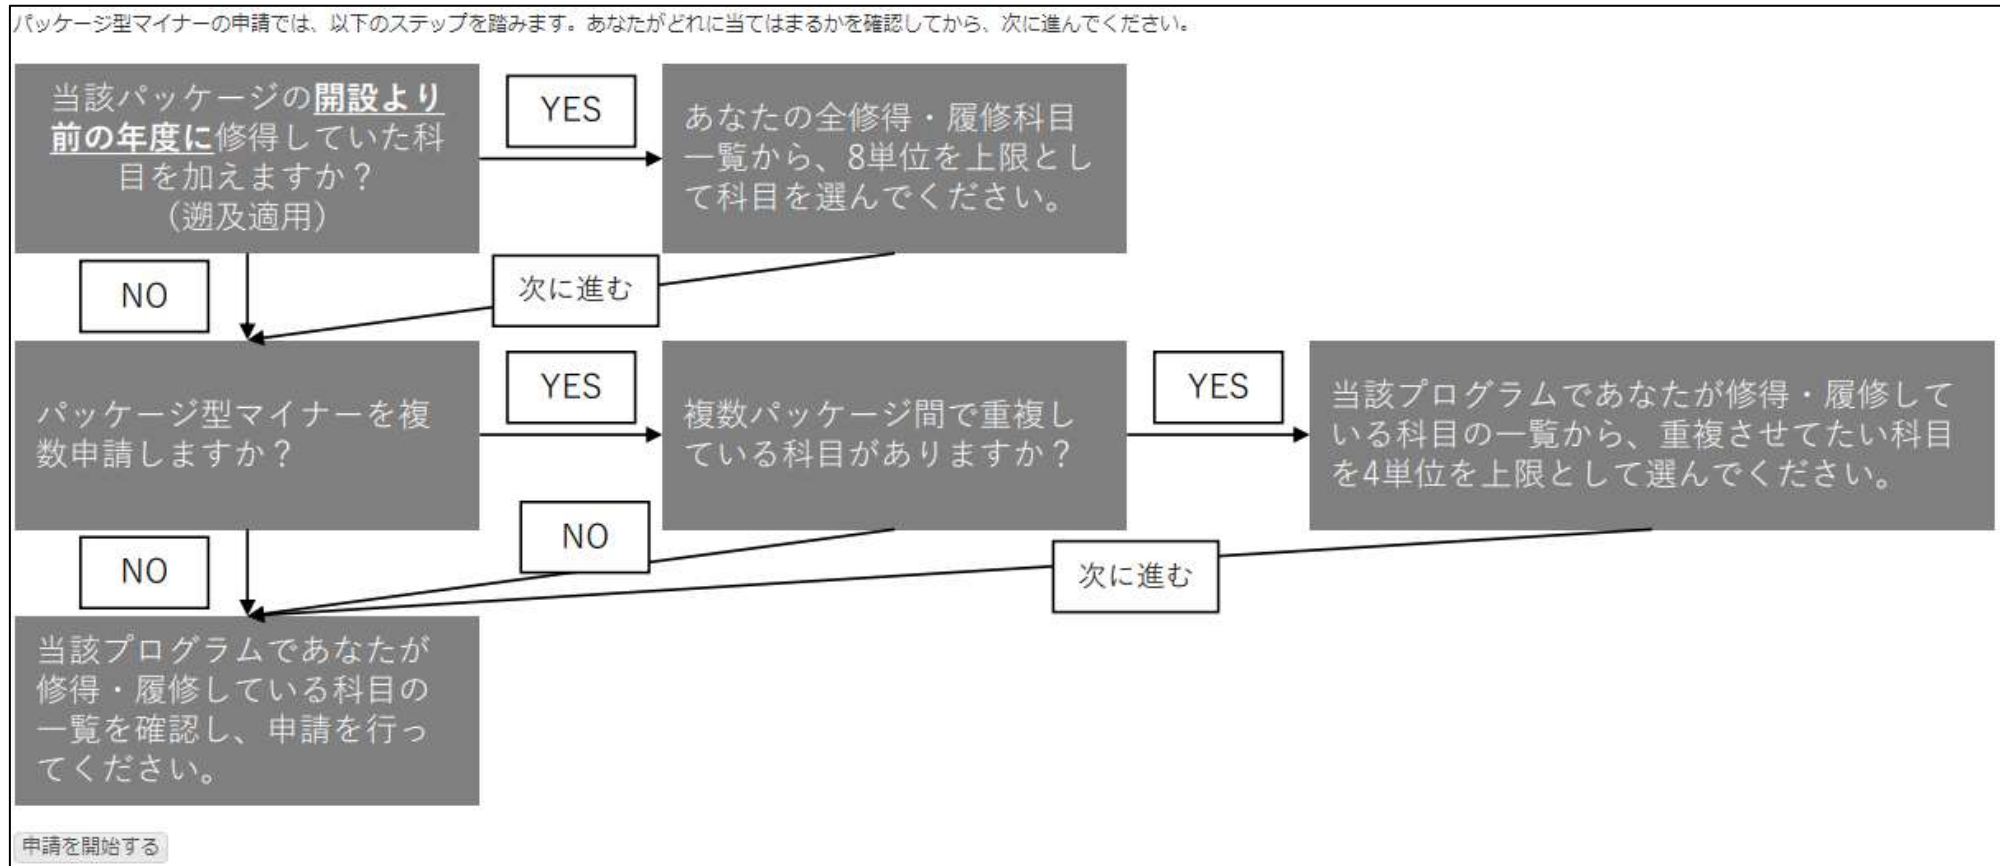 パッケージ型マイナーの申請では、以下のステップを踏みます。あなたがどれに当てはまるかを確認してから、次に進んでください。
当該パッケージの開設より
前の年度に修得していた科
目を加えますか？
（遡及適用）
YES
あなたの全修得・履修科目
一覧から、8単位を上限とし
て科目を選んでください。
NO
次に進む
パッケージ型マイナーを複
数申請しますか？
YES
複数パッケージ間で重複し
ている科目がありますか？
YES
当該プログラムであなたが修得・履修して
いる科目の一覧から、重複させてたい科目
を4単位を上限として選んでください。
NO
NO
次に進む
当該プログラムであなたが
修得・履修している科目の
一覧を確認し、申請を行っ
てください。
申請を開始する